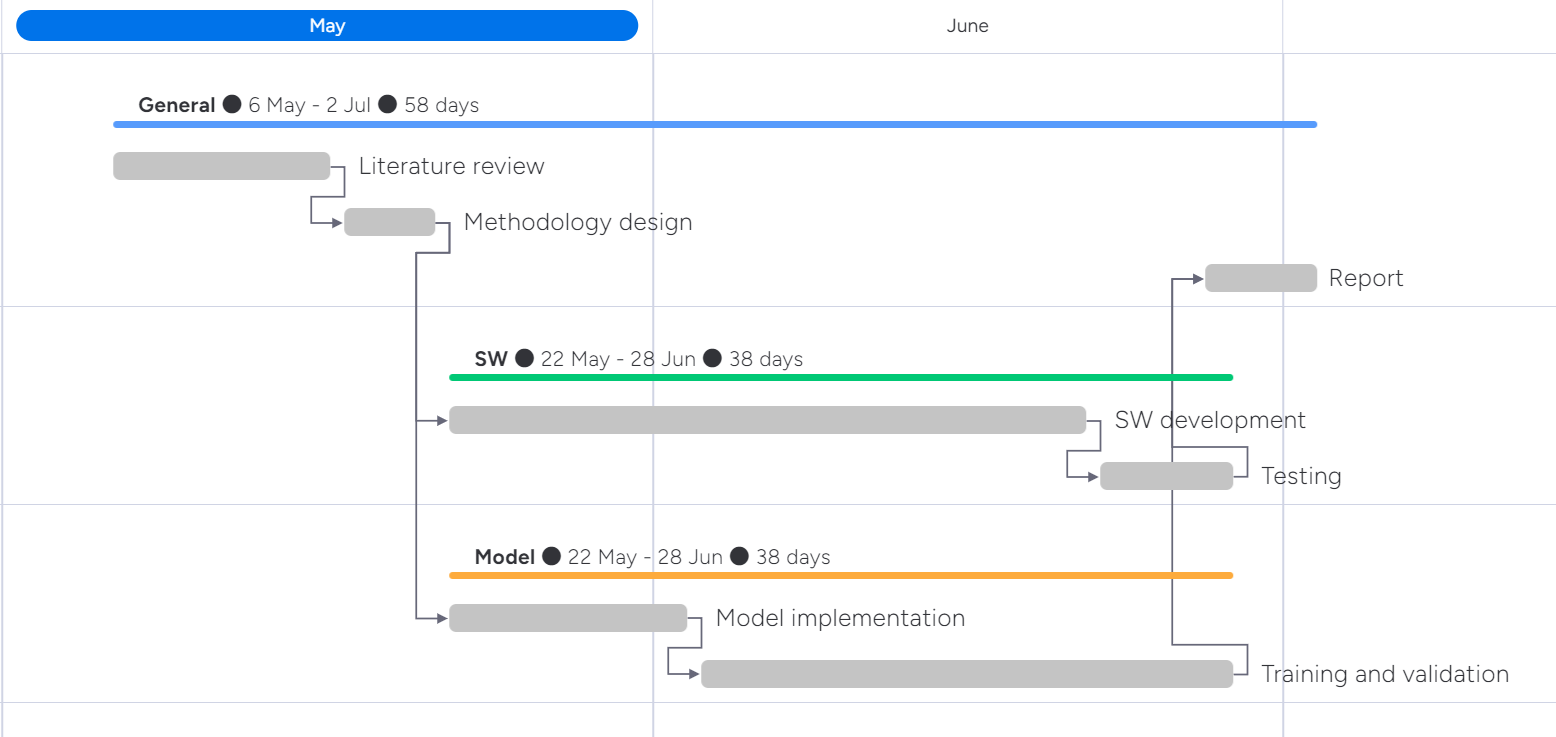 May
June
General ● 6 May - 2 Jul ● 58 days
Literature review
Methodology design
Report
SW ● 22 May - 28 Jun ● 38 days
SW development
Testing
Model ● 22 May - 28 Jun ● 38 days
Model implementation
Training and validation